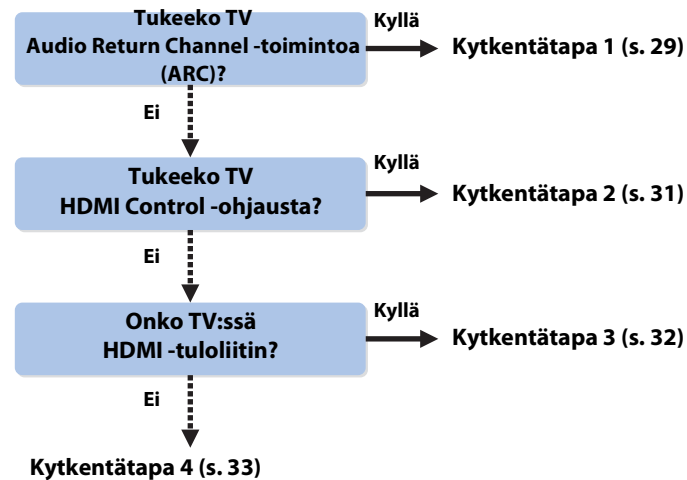 Tukeeko TV
Audio Return Channel -toimintoa
(ARC)?
Kyllä
Kytkentätapa 1 (s. 29)
Ei
Tukeeko TV
HDMI Control -ohjausta?
Kyllä
Kytkentätapa 2 (s. 31)
Ei
Onko TV:ssä
HDMI -tuloliitin?
Kyllä
Kytkentätapa 3 (s. 32)
Ei
Kytkentätapa 4 (s. 33)